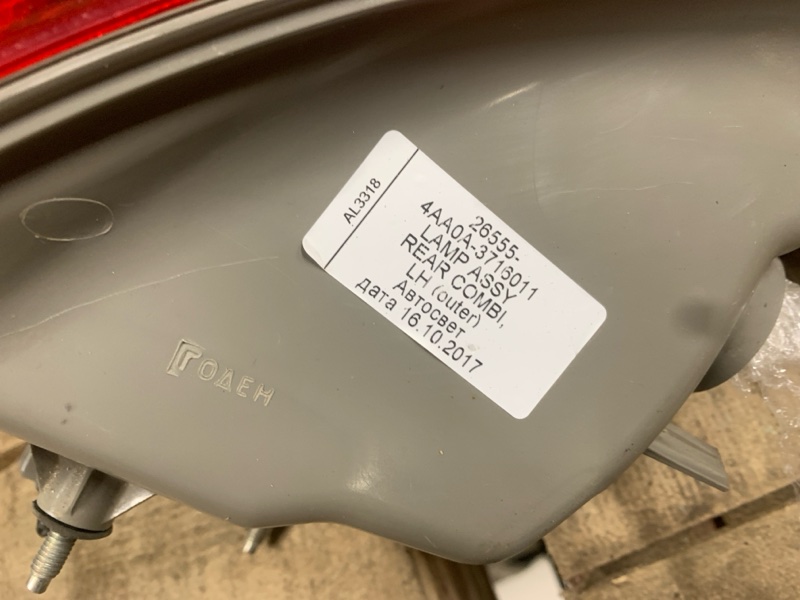 AL3318
26555-
4AA0A-3716011
LAMP ASSY
REAR COMBI,
LH (outer)
Автосвет
дата 16.10.2017
ГОДЕН